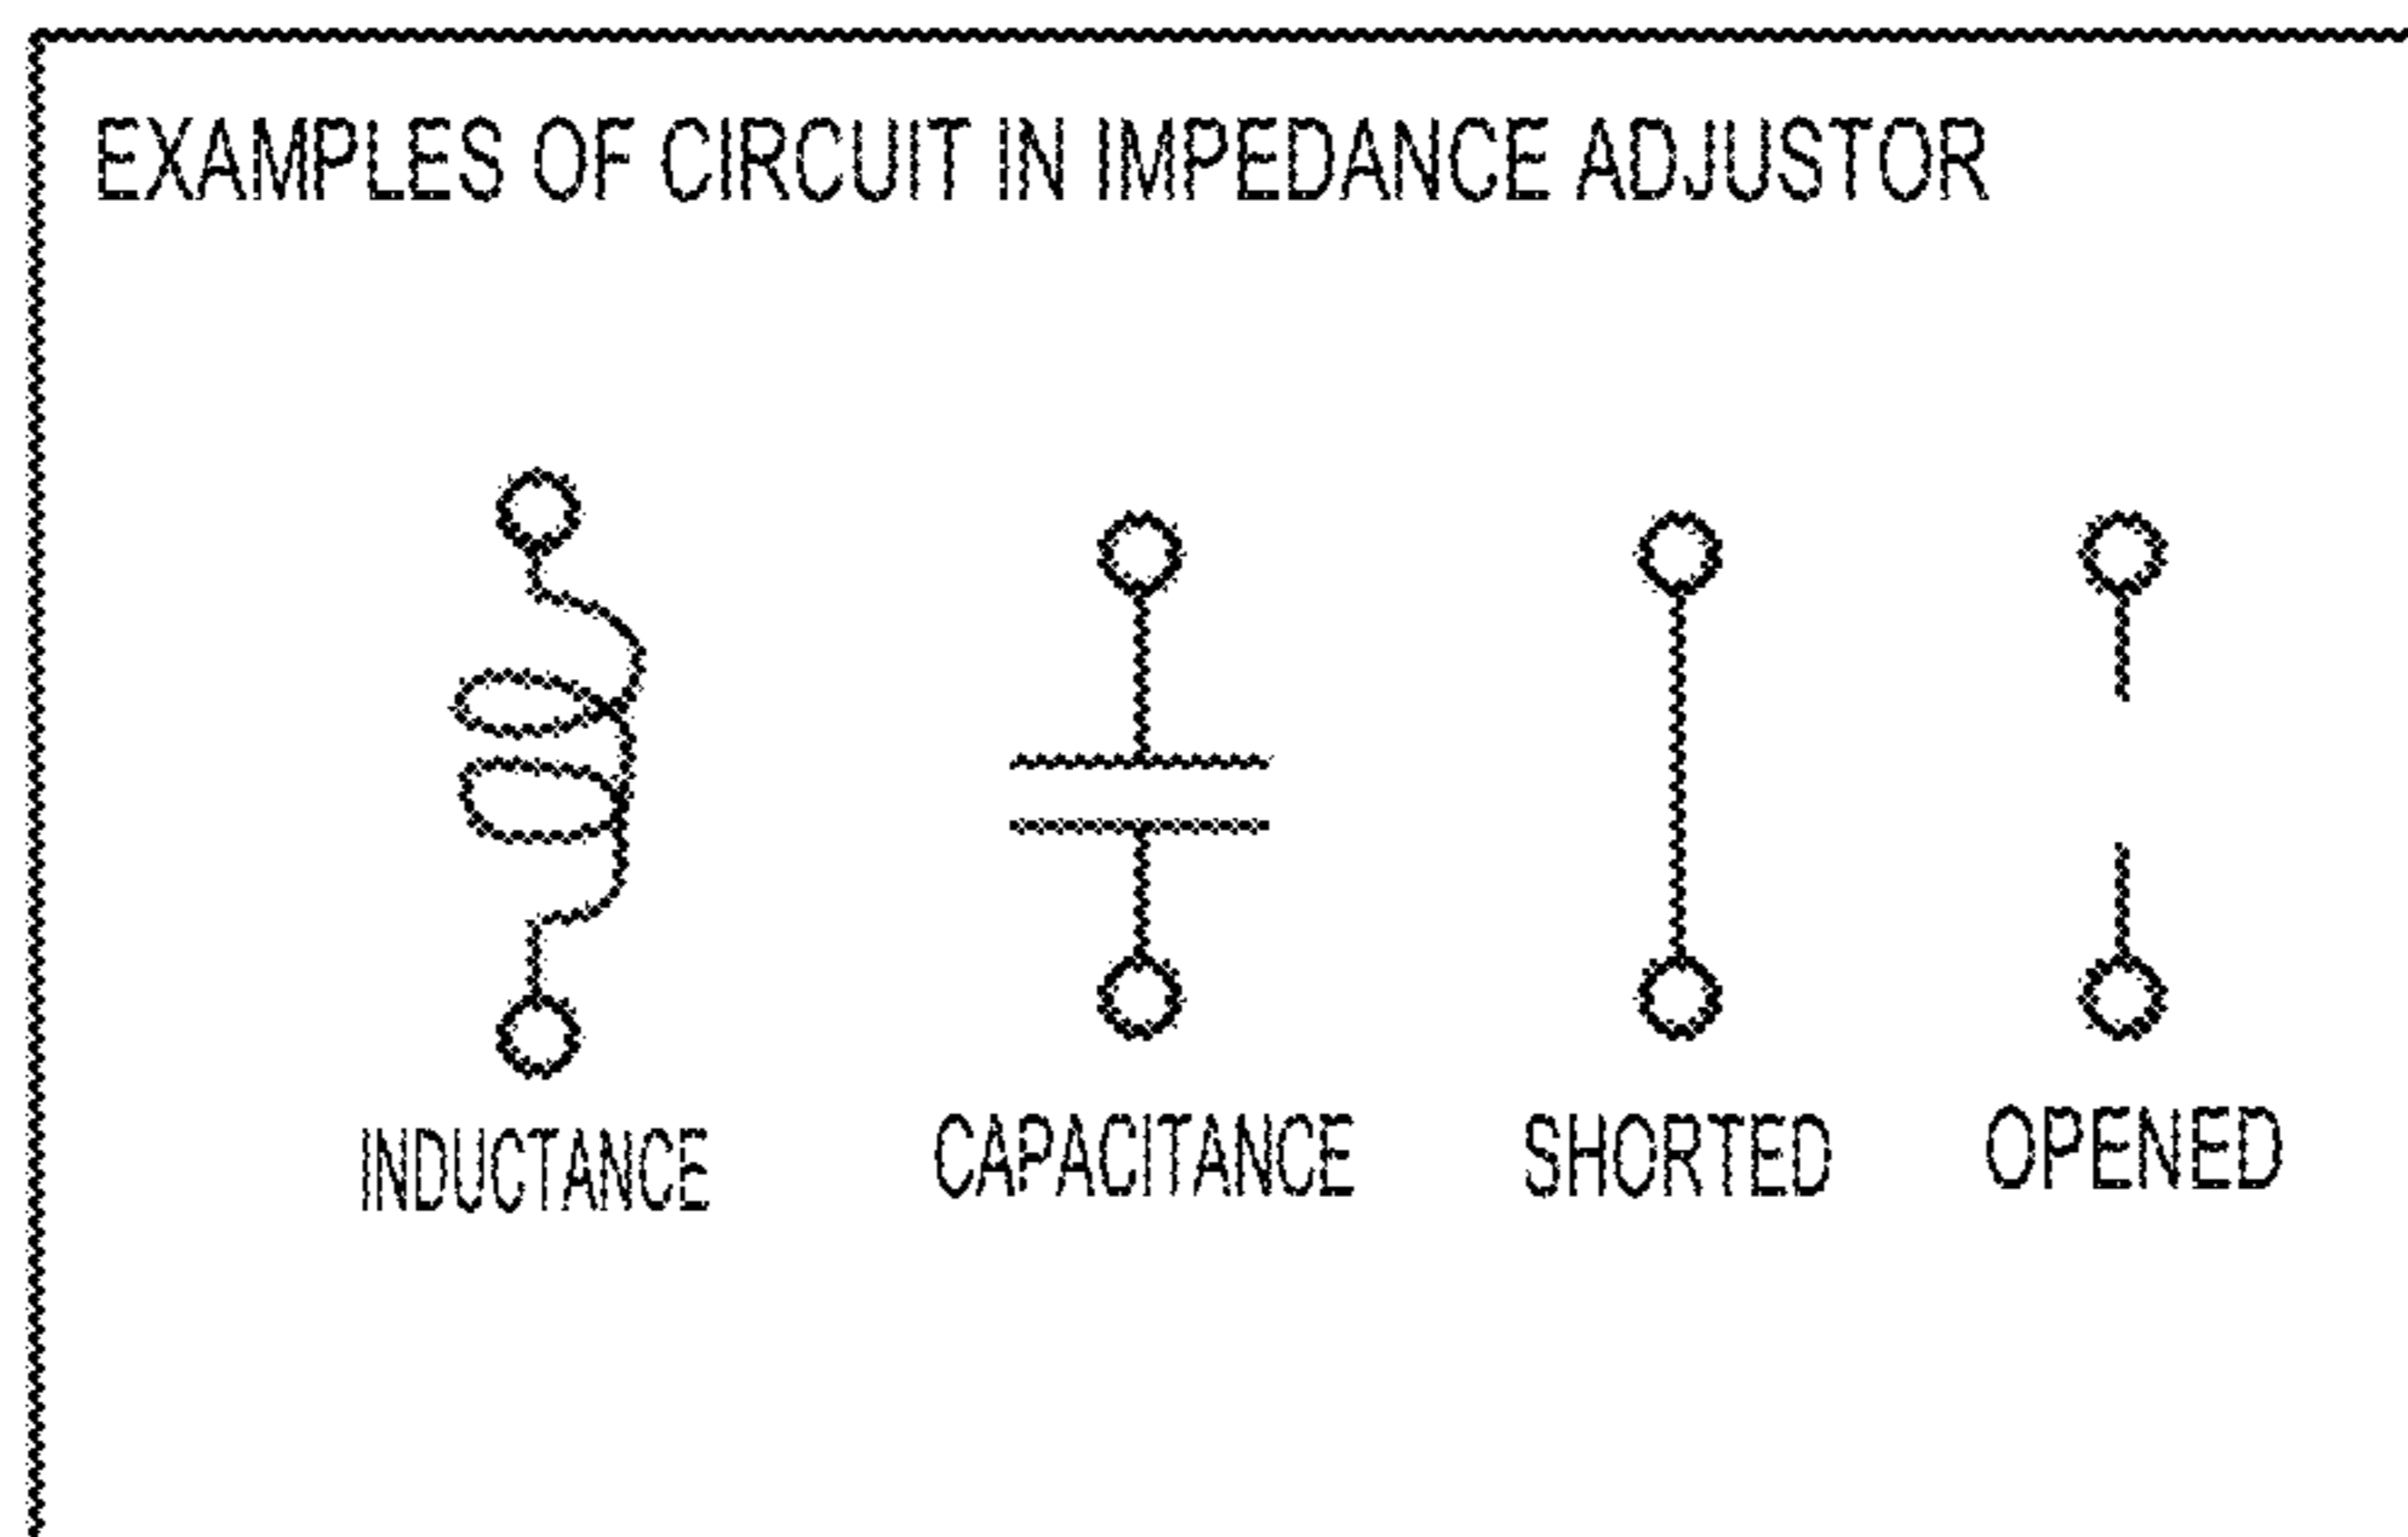 EXAMPLES OF CIRCUIT IN IMPEDANCE ADJUSTOR
INDUCTANCE CAPACITANCE SHORTED OPENED